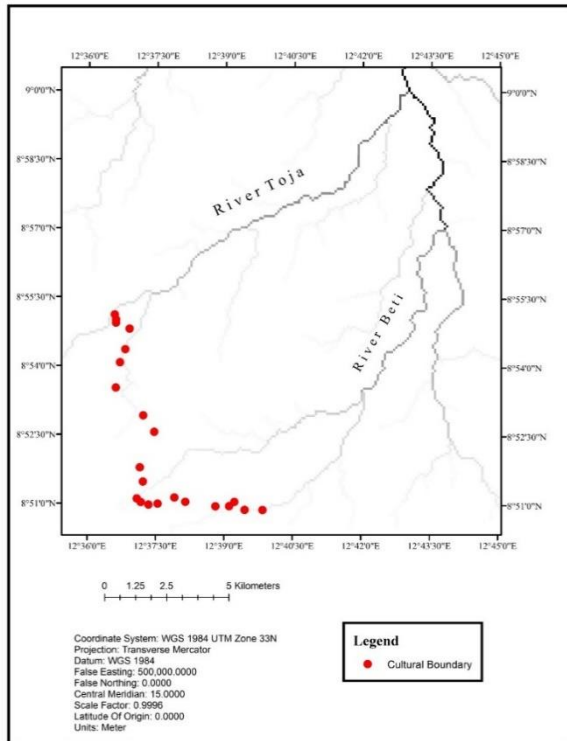 12°36'0"E 12°37'30"E 12°39'0"E 12°40'30"E 12°42'0"E 12°43'30"E 12°45'0"E
9°0'0"N 9°0'0"N
8°58'30"N 8°58'30"N
River Toja
8°57'0"N 8°57'0"N
8°55'30"N 8°55'30"N
River Beti
8°54'0"N 8°54'0"N
8°52'30"N 8°52'30"N
8°51'0"N 8°51'0"N
12°36'0"E 12°37'30"E 12°39'0"E 12°40'30"E 12°42'0"E 12°43'30"E 12°45'0"E
0 1.25 2.5 5 Kilometers
Coordinate System: WGS 1984 UTM Zone 33N
Projection: Transverse Mercator
Datum: WGS 1984
False Easting: 500,000.0000
False Northing: 0.0000
Central Meridian: 15.0000
Scale Factor: 0.9996
Latitude Of Origin: 0.0000
Units: Meter
Legend
Cultural Boundary